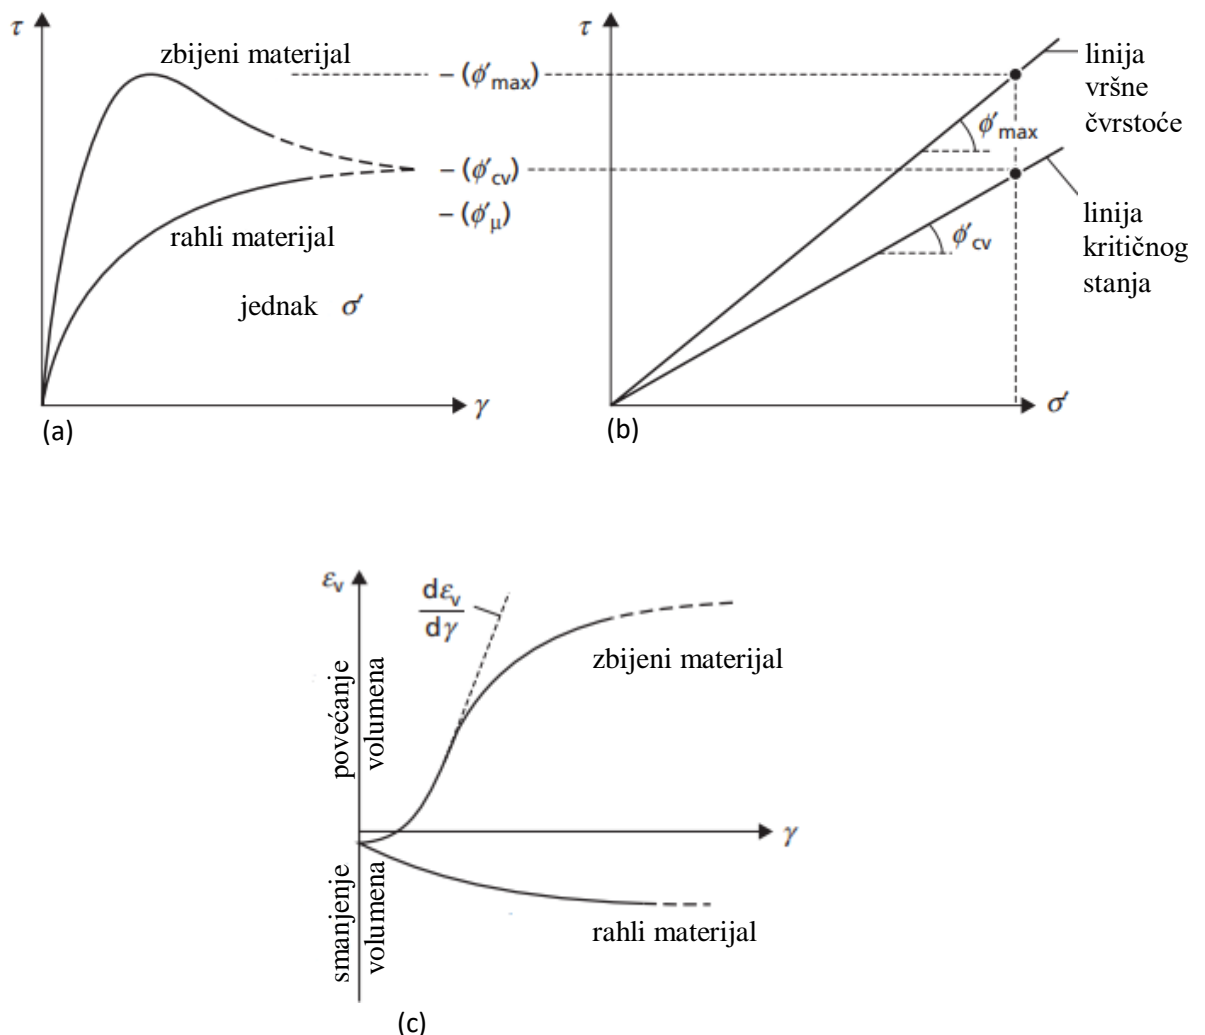 τ
zbijeni materijal
– (ϕ′max)
– (ϕ′cv)
– (ϕ′μ)
rahli materijal
jednak σ′
γ
(a)
τ
linija
vršne
čvrstoće
ϕ′max
ϕ′cv
linija
kritičnog
stanja
σ′
(b)
εv
dεv
dγ
povećanje
volumena
zbijeni materijal
γ
smanjenje
volumena
rahli materijal
(c)